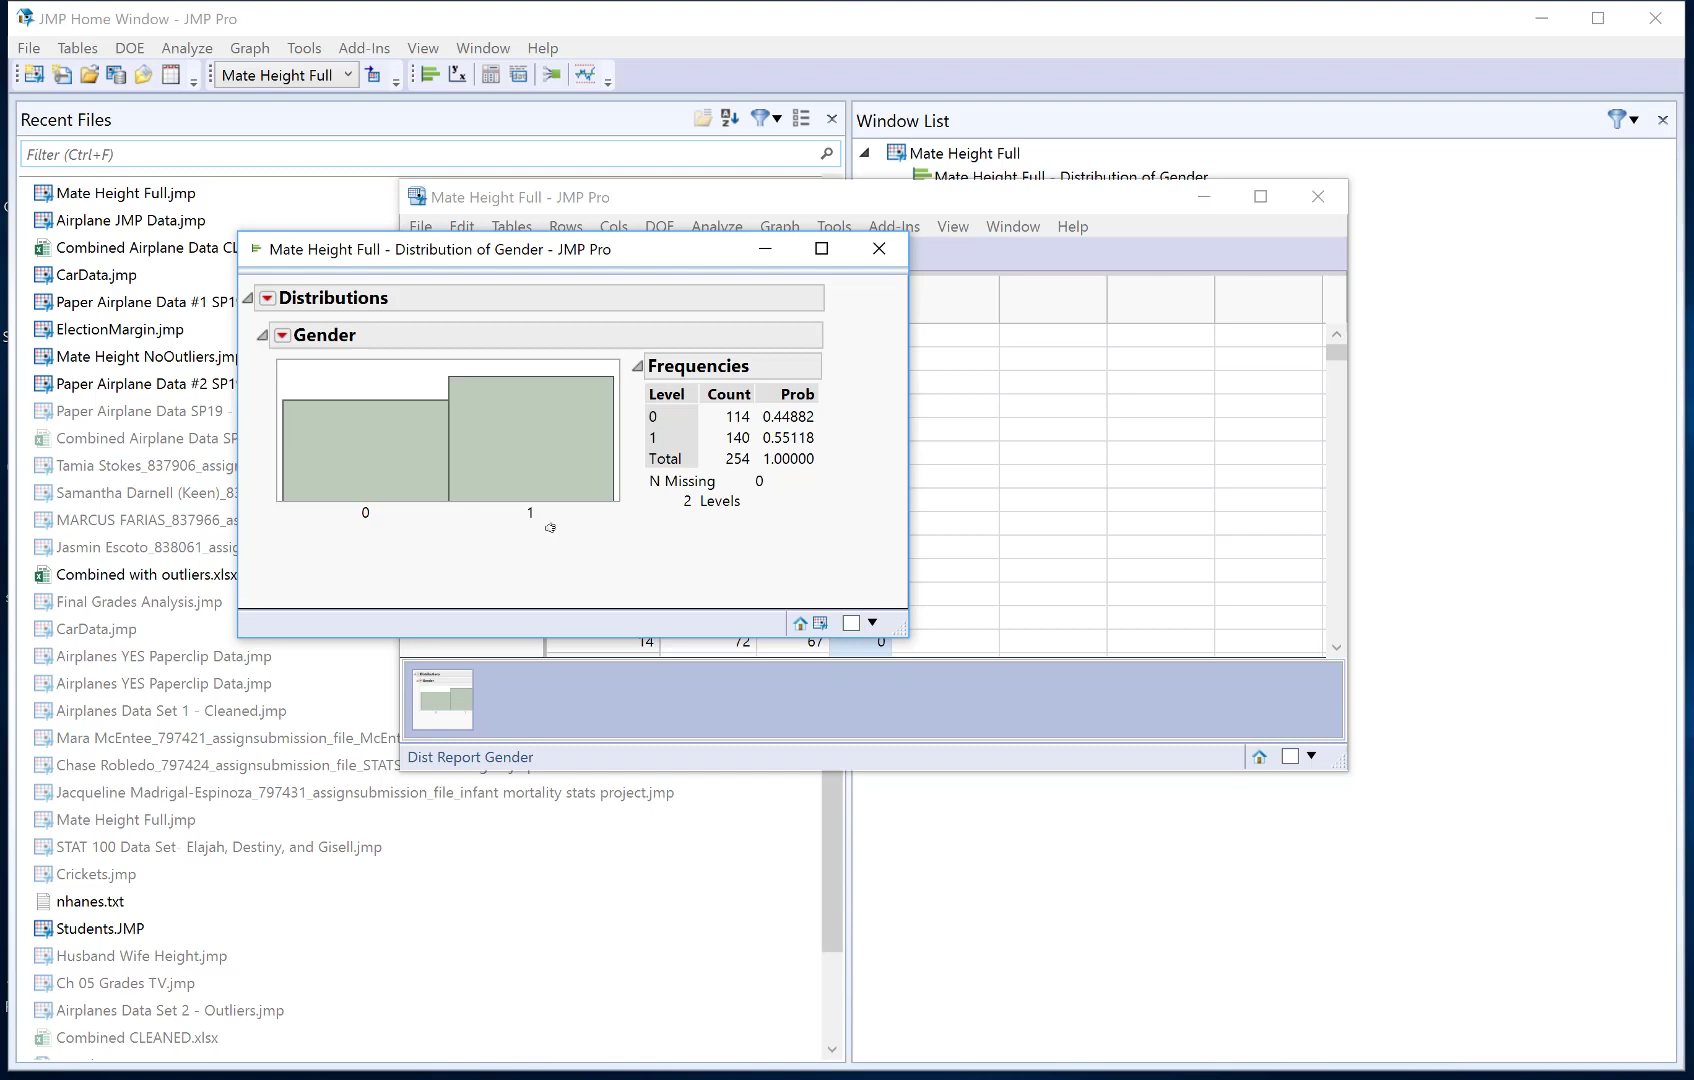 JMP Home Window - JMP Pro
File Tables DOE Analyze Graph Tools Add-Ins View Window Help
Mate Height Full
Recent Files
Filter (Ctrl+F)
Mate Height Full.jmp
Airplane JMP Data.jmp
Combined Airplane Data CL
CarData.jmp
Paper Airplane Data #1 SP1
ElectionMargin.jmp
Mate Height NoOutliers.jmp
Paper Airplane Data #2 SP1
Paper Airplane Data SP19 -
Combined Airplane Data SP
Tamia Stokes_837906_assig
Samantha Darnell (Keen)_83
MARCUS FARIAS_837966_as
Jasmin Escoto_838061_assig
Combined with outliers.xlsx
Final Grades Analysis.jmp
CarData.jmp
Airplanes YES Paperclip Data.jmp
Airplanes YES Paperclip Data.jmp
Airplanes Data Set 1 - Cleaned.jmp
Mara McEntee_797421_assignsubmission_file_McEnt
Chase Robledo_797424_assignsubmission_file_STATS
Jacqueline Madrigal-Espinoza_797431_assignsubmission_file_infant mortality stats project.jmp
Mate Height Full.jmp
STAT 100 Data Set- Elajah, Destiny, and Gisell.jmp
Crickets.jmp
nhanes.txt
Students.JMP
Husband Wife Height.jmp
Ch 05 Grades TV.jmp
Airplanes Data Set 2 - Outliers.jmp
Combined CLEANED.xlsx
Window List
Mate Height Full
Mate Height Full - Distribution of Gender
Mate Height Full - JMP Pro
File Edit Tables Rows Cols DOE Analyze Graph Tools Add-Ins View Window Help
Mate Height Full - Distribution of Gender - JMP Pro
Distributions
Gender
0 1
Frequencies
Level Count Prob
0 114 0.44882
1 140 0.55118
Total 254 1.00000
N Missing 0
2 Levels
14 72 67 0
Dist Report Gender